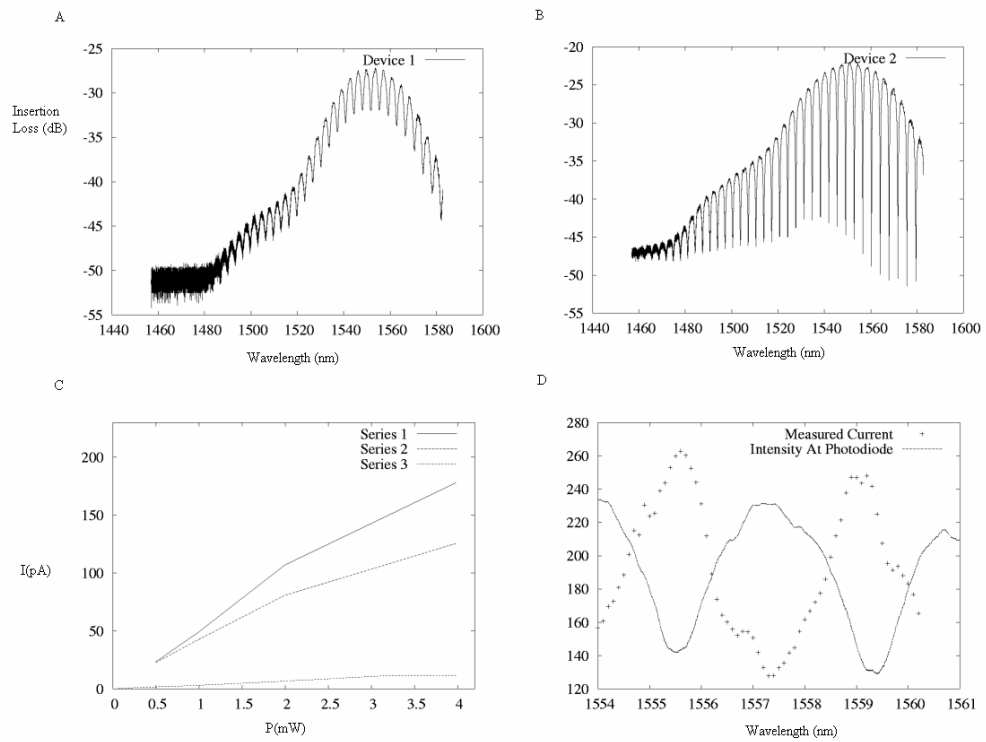 A
-25
-30
-35
-40
-45
-50
-55
Insertion
Loss (dB)
Device 1
1440 1460 1480 1500 1520 1540 1560 1580 1600
Wavelength (nm)
B
-20
-25
-30
-35
-40
-45
-50
-55
Device 2
1440 1460 1480 1500 1520 1540 1560 1580 1600
Wavelength (nm)
C
200
150
100
50
0
I(pA)
Series 1
Series 2
Series 3
0 0.5 1 1.5 2 2.5 3 3.5 4
P(mW)
D
280
260
240
220
200
180
160
140
120
Measured Current
Intensity At Photodiode
1554 1555 1556 1557 1558 1559 1560 1561
Wavelength (nm)